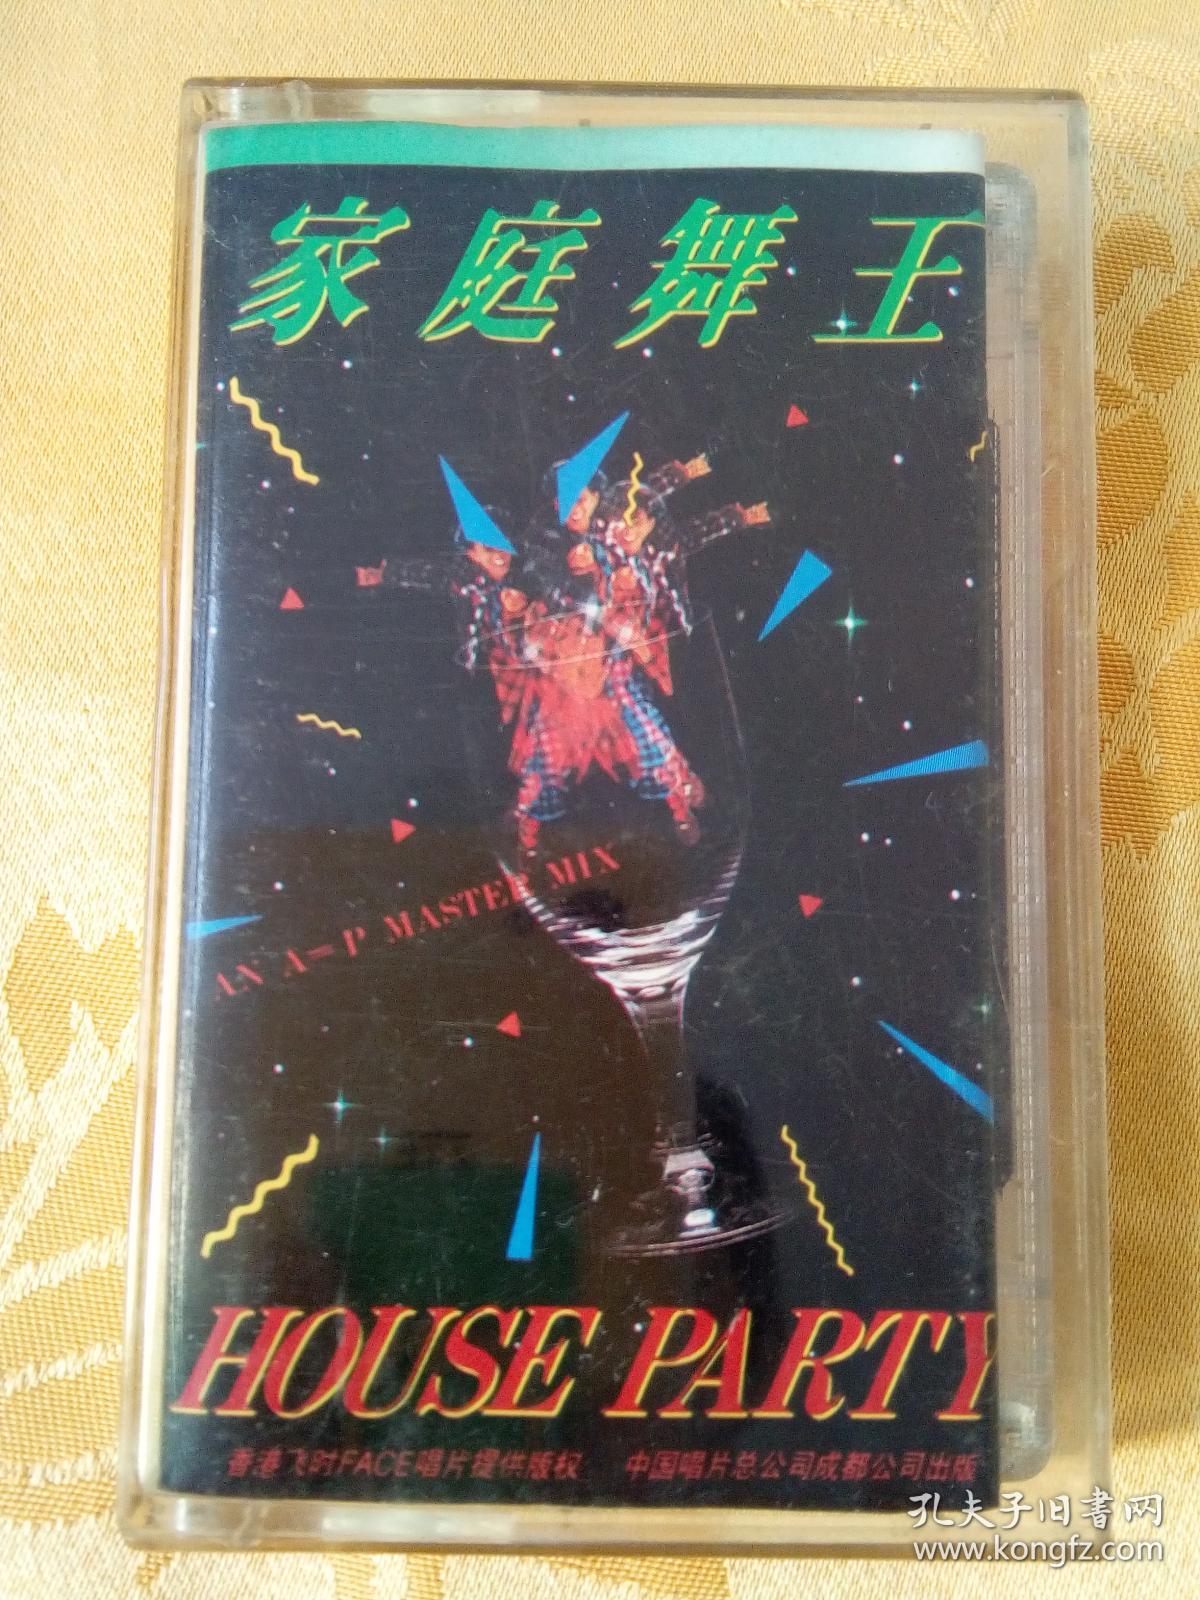 家庭舞王
AN A=P MASTER MIX
HOUSE PARTY
香港飞时FACE唱片提供版权 中国唱片总公司成都公司出版
孔夫子旧书网
www.kongfz.com